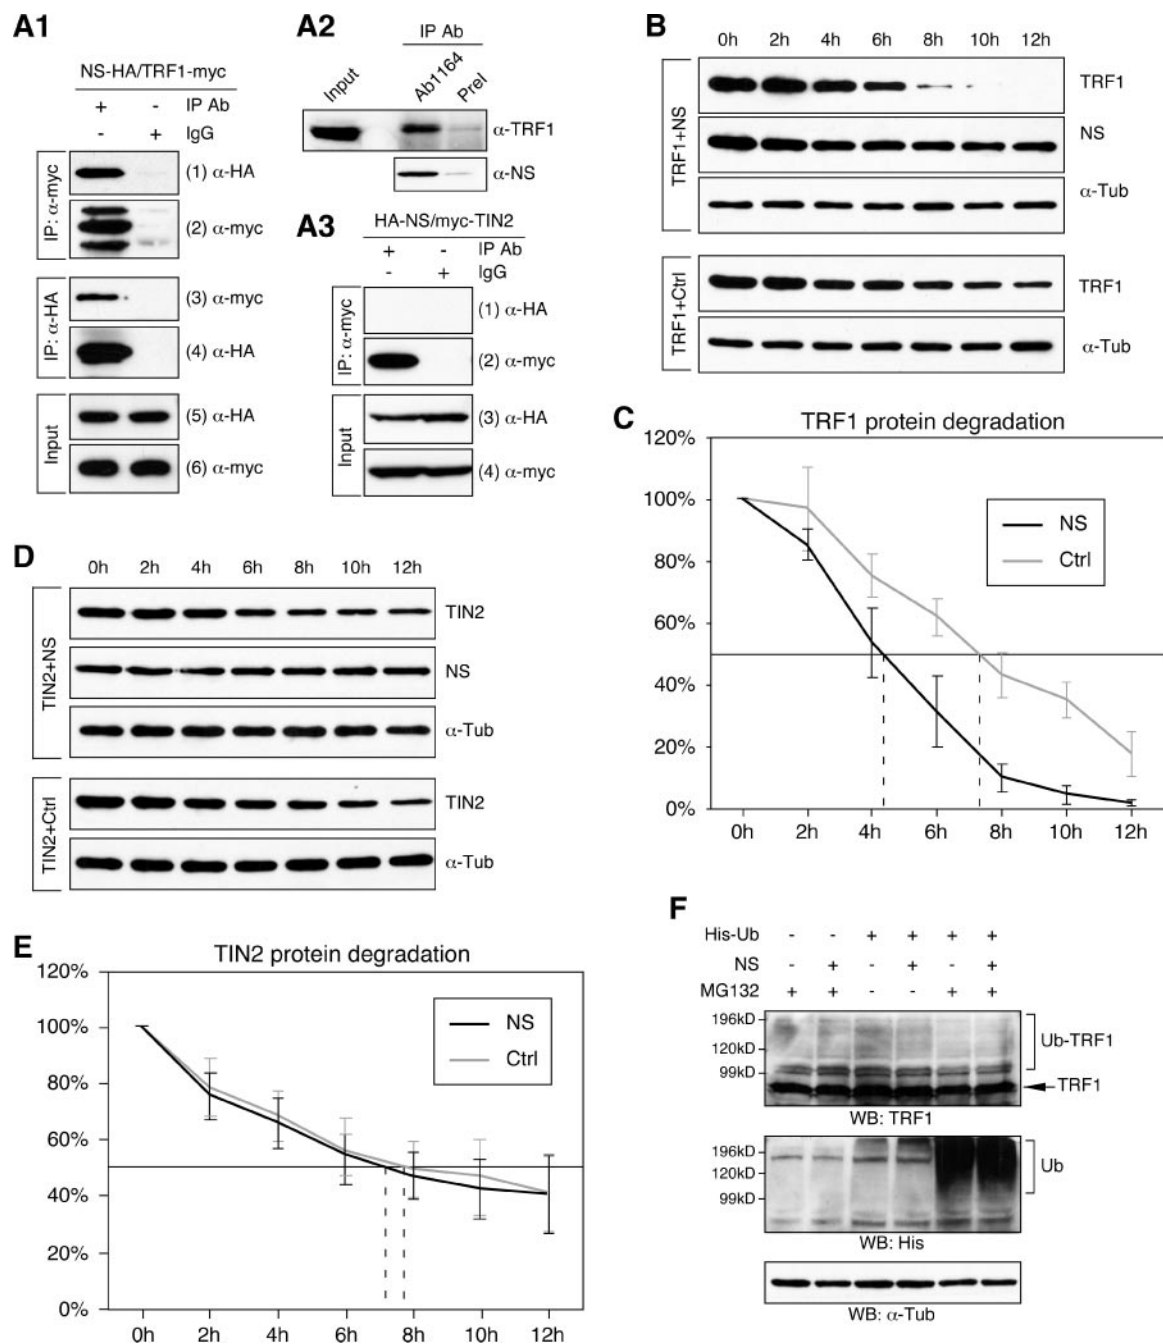 A1
NS-HA/TRF1-myc
+ - IP Ab
- + IgG
IP: α-myc
(1) α-HA
(2) α-myc
IP: α-HA
(3) α-myc
(4) α-HA
Input
(5) α-HA
(6) α-myc
A2
IP Ab
Input Ab1164 PreI
α-TRF1
α-NS
A3
HA-NS/myc-TIN2
+ - IP Ab
- + IgG
IP: α-myc
(1) α-HA
(2) α-myc
Input
(3) α-HA
(4) α-myc
B
0h 2h 4h 6h 8h 10h 12h
TRF1+NS
TRF1
NS
α-Tub
TRF1+Ctrl
TRF1
α-Tub
C
TRF1 protein degradation
120%
100%
80%
60%
40%
20%
0%
NS
Ctrl
0h 2h 4h 6h 8h 10h 12h
D
0h 2h 4h 6h 8h 10h 12h
TIN2+NS
TIN2
NS
α-Tub
TIN2+Ctrl
TIN2
α-Tub
E
TIN2 protein degradation
120%
100%
80%
60%
40%
20%
0%
NS
Ctrl
0h 2h 4h 6h 8h 10h 12h
F
His-Ub - - + + + +
NS - + - + - +
MG132 + + - - + +
196kD
120kD
99kD
Ub-TRF1
TRF1
WB: TRF1
196kD
120kD
99kD
Ub
WB: His
WB: α-Tub